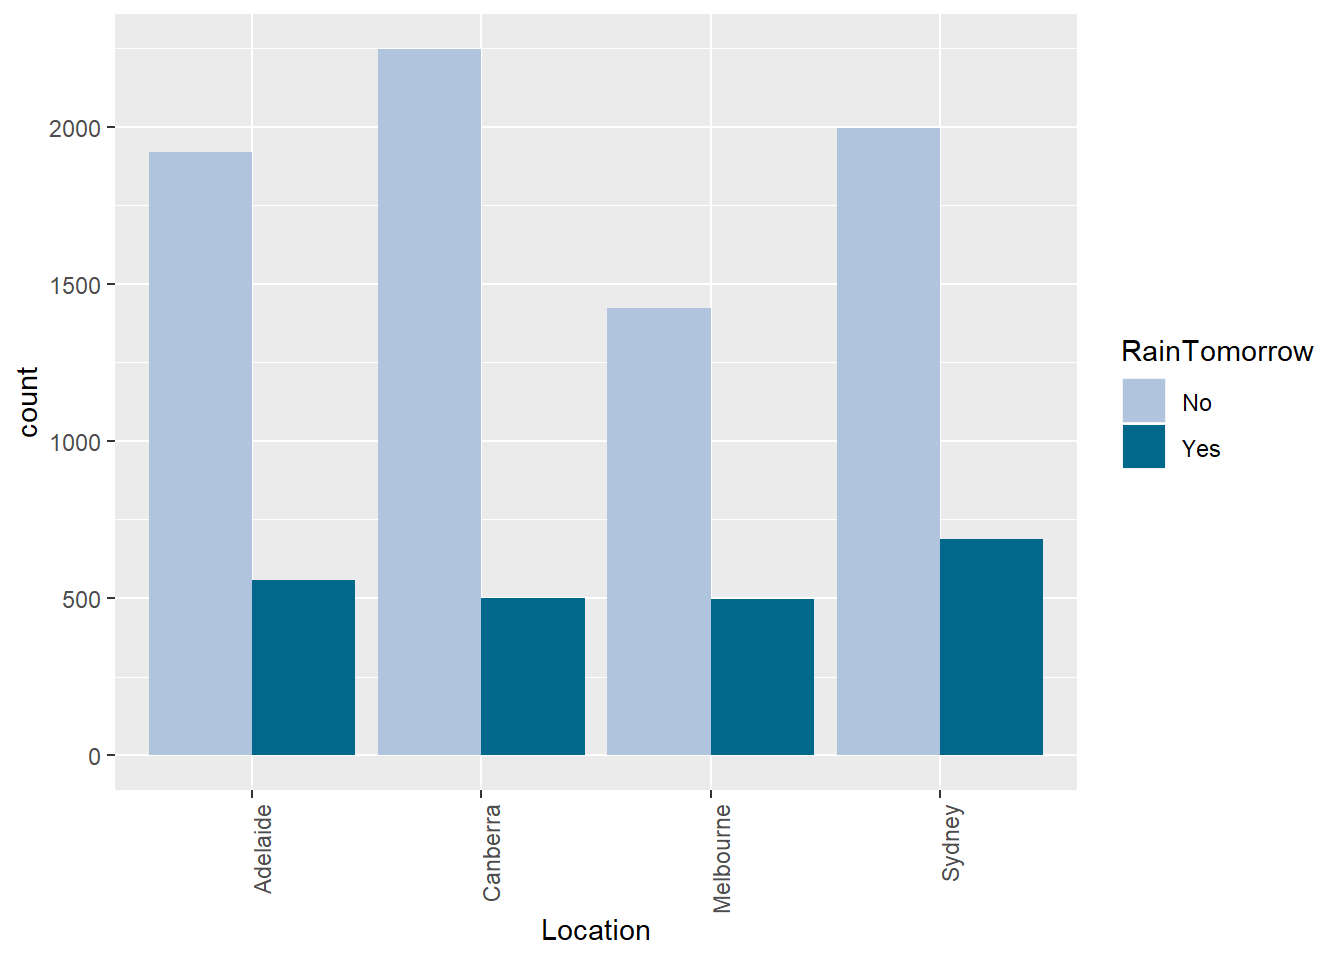 2000
1500
1000
500
0
count
Adelaide
Canberra
Melbourne
Sydney
Location
RainTomorrow
No
Yes